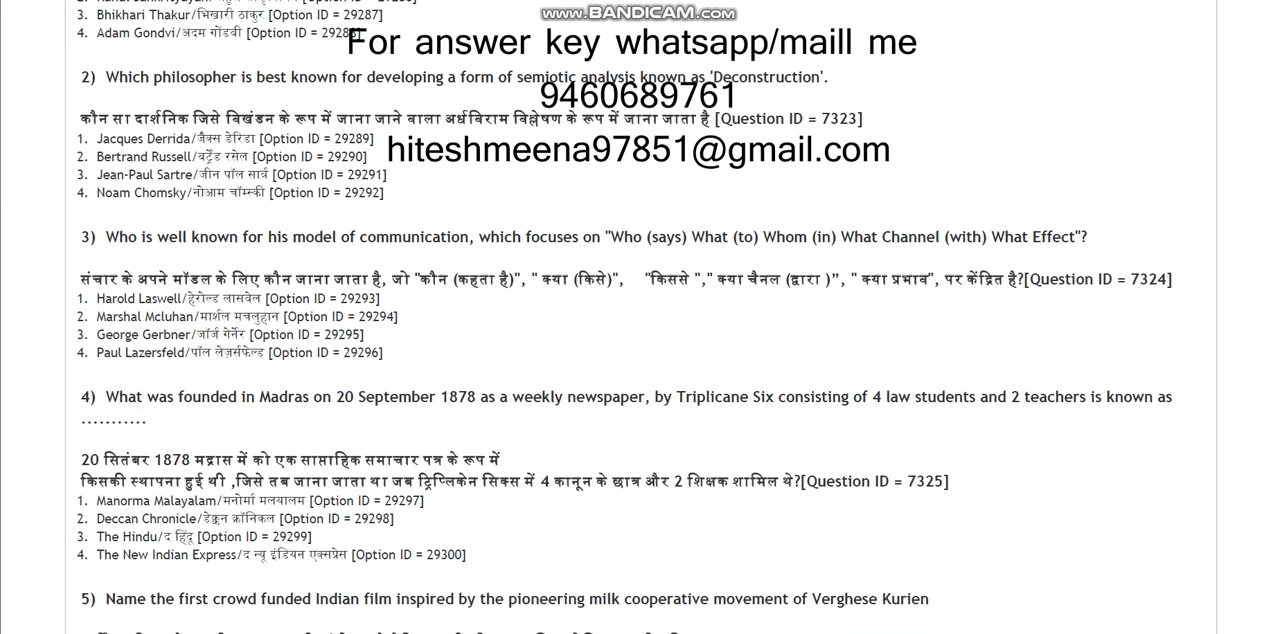 www.BANDICAM.com
3. Bhikhari Thakur/भिखारी ठाकुर [Option ID = 29287]
4. Adam Gondvi/अदम गोंडवी [Option ID = 29288]
For answer key whatsapp/maill me
2) Which philosopher is best known for developing a form of semiotic analysis known as 'Deconstruction'.
9460689761
कौन सा दार्शनिक जिसे विखंडन के रूप में जाना जाने वाला अर्धविराम विश्लेषण के रूप में जाना जाता है [Question ID = 7323]
1. Jacques Derrida/जैक्स डेरिडा [Option ID = 29289]
hiteshmeena97851@gmail.com
2. Bertrand Russell/बर्ट्रेंड रसेल [Option ID = 29290]
3. Jean-Paul Sartre/जीन पॉल सार्त्र [Option ID = 29291]
4. Noam Chomsky/नोआम चॉम्स्की [Option ID = 29292]
3) Who is well known for his model of communication, which focuses on "Who (says) What (to) Whom (in) What Channel (with) What Effect"?
संचार के अपने मॉडल के लिए कौन जाना जाता है, जो "कौन (कहता है)", " क्या (किसे)", "किससे "," क्या चैनल (द्वारा )”, " क्या प्रभाव", पर केंद्रित है?[Question ID = 7324]
1. Harold Laswell/हेरोल्ड लासवेल [Option ID = 29293]
2. Marshal Mcluhan/मार्शल मचलुहान [Option ID = 29294]
3. George Gerbner/जॉर्ज गेर्नेर [Option ID = 29295]
4. Paul Lazersfeld/पॉल लेज़र्सफेल्ड [Option ID = 29296]
4) What was founded in Madras on 20 September 1878 as a weekly newspaper, by Triplicane Six consisting of 4 law students and 2 teachers is known as
...........
20 सितंबर 1878 मद्रास में को एक साप्ताहिक समाचार पत्र के रूप में
किसकी स्थापना हुई थी ,जिसे तब जाना जाता था जब ट्रिप्लिकेन सिक्स में 4 कानून के छात्र और 2 शिक्षक शामिल थे?[Question ID = 7325]
1. Manorma Malayalam/मनोर्मा मलयालम [Option ID = 29297]
2. Deccan Chronicle/डेक्कन क्रॉनिकल [Option ID = 29298]
3. The Hindu/द हिंदू [Option ID = 29299]
4. The New Indian Express/द न्यू इंडियन एक्सप्रेस [Option ID = 29300]
5) Name the first crowd funded Indian film inspired by the pioneering milk cooperative movement of Verghese Kurien